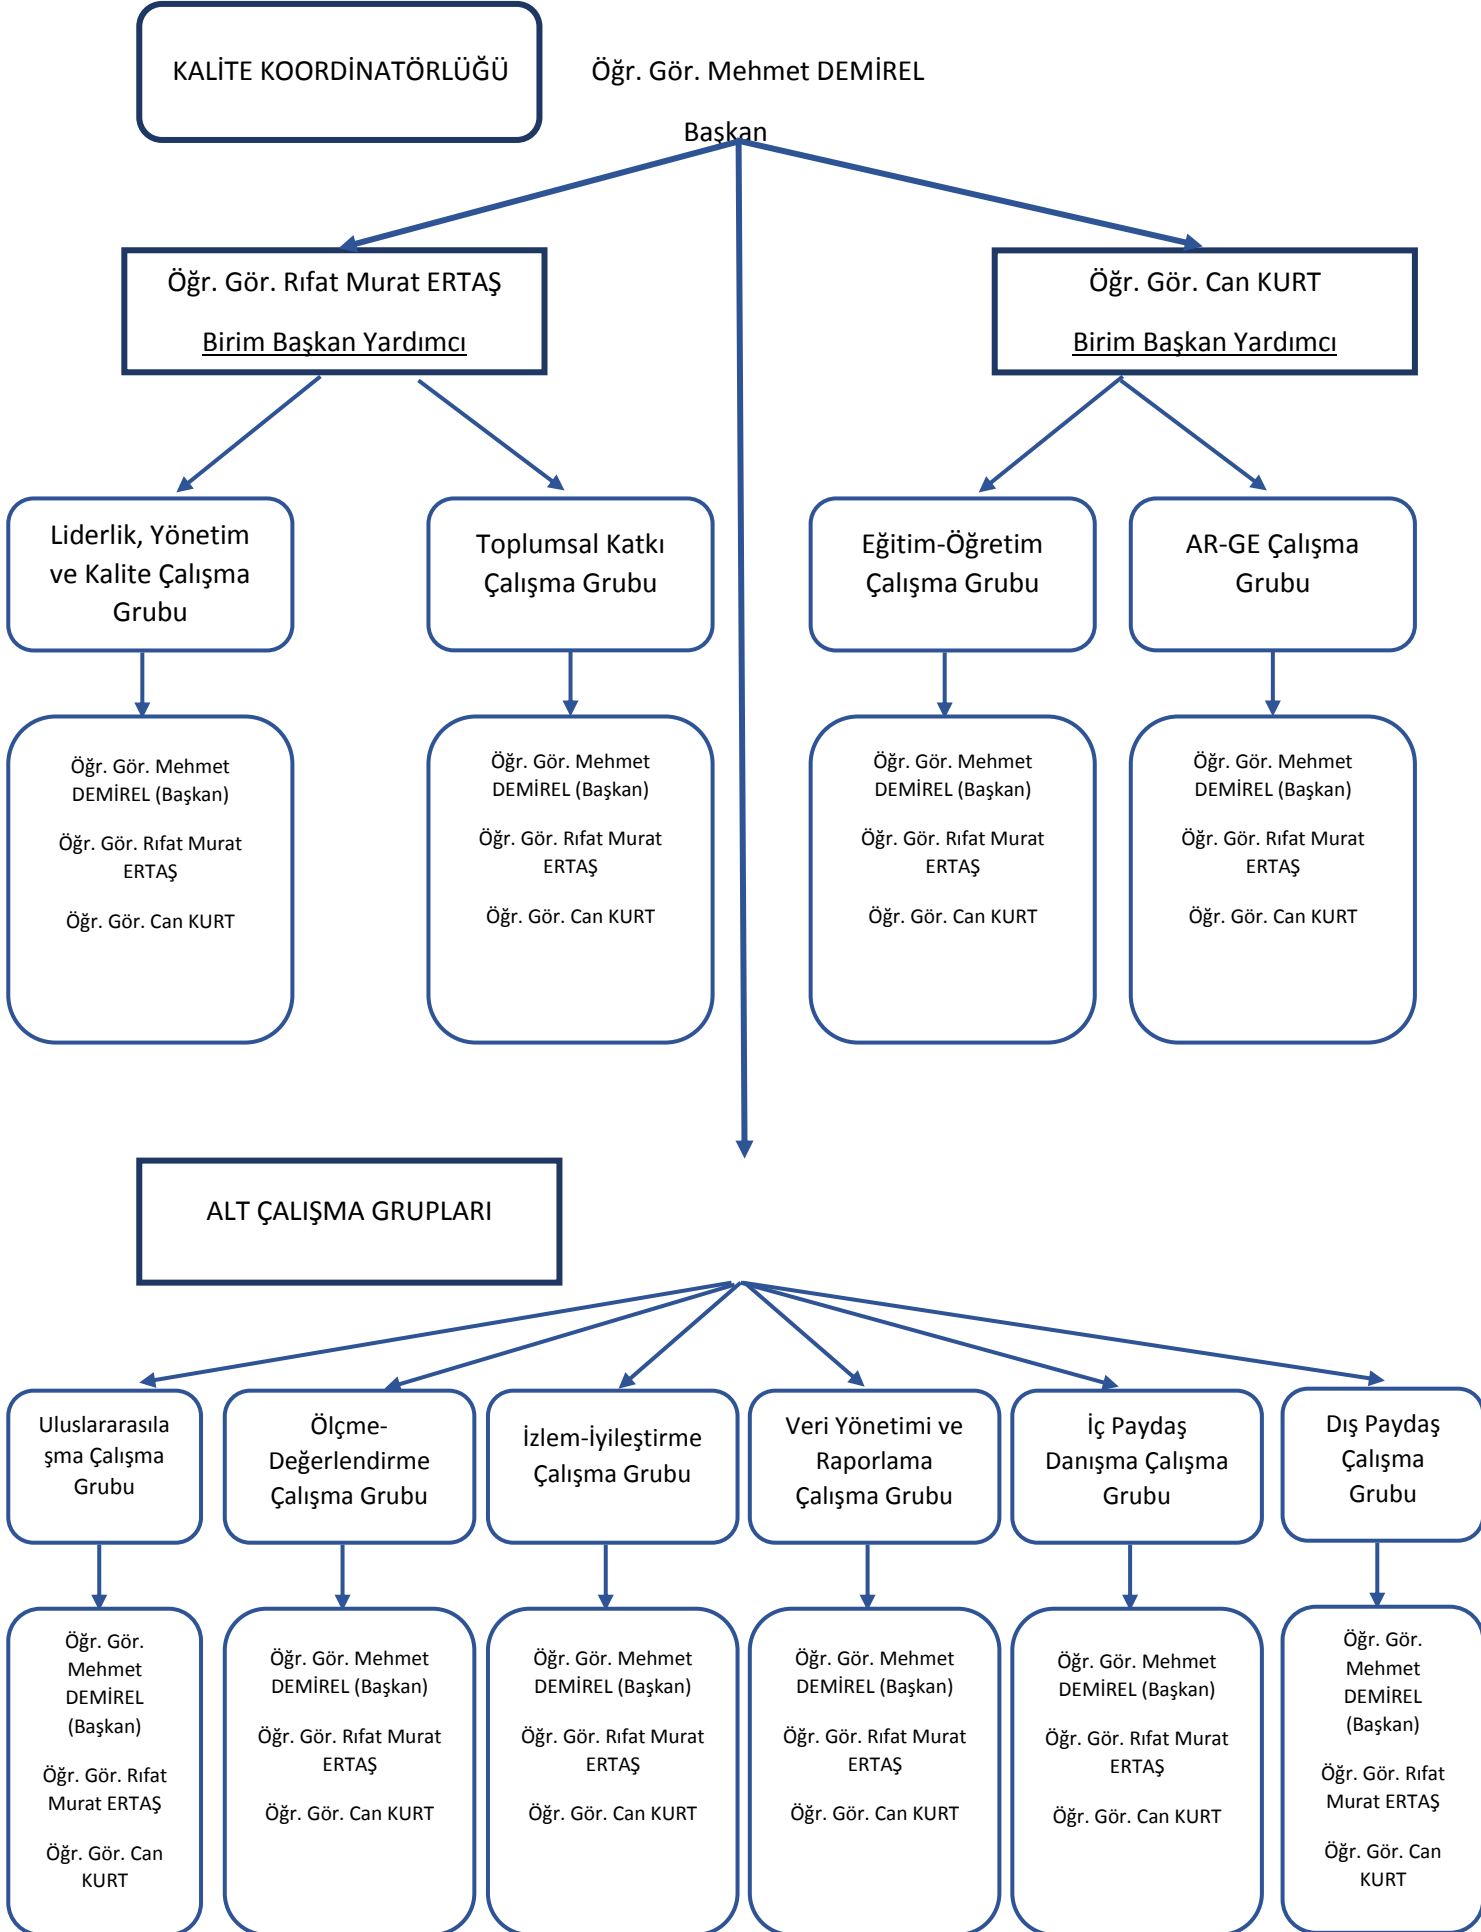 KALİTE KOORDİNATÖRLÜĞÜ
Öğr. Gör. Mehmet DEMİREL
Başkan
Öğr. Gör. Rıfat Murat ERTAŞ
Birim Başkan Yardımcı
Öğr. Gör. Can KURT
Birim Başkan Yardımcı
Liderlik, Yönetim
ve Kalite Çalışma
Grubu
Toplumsal Katkı
Çalışma Grubu
Eğitim-Öğretim
Çalışma Grubu
AR-GE Çalışma
Grubu
Öğr. Gör. Mehmet
DEMİREL (Başkan)
Öğr. Gör. Rıfat Murat
ERTAŞ
Öğr. Gör. Can KURT
Öğr. Gör. Mehmet
DEMİREL (Başkan)
Öğr. Gör. Rıfat Murat
ERTAŞ
Öğr. Gör. Can KURT
Öğr. Gör. Mehmet
DEMİREL (Başkan)
Öğr. Gör. Rıfat Murat
ERTAŞ
Öğr. Gör. Can KURT
Öğr. Gör. Mehmet
DEMİREL (Başkan)
Öğr. Gör. Rıfat Murat
ERTAŞ
Öğr. Gör. Can KURT
ALT ÇALIŞMA GRUPLARI
Uluslararasıla
şma Çalışma
Grubu
Ölçme-
Değerlendirme
Çalışma Grubu
İzlem-İyileştirme
Çalışma Grubu
Veri Yönetimi ve
Raporlama
Çalışma Grubu
İç Paydaş
Danışma Çalışma
Grubu
Dış Paydaş
Çalışma
Grubu
Öğr. Gör.
Mehmet
DEMİREL
(Başkan)
Öğr. Gör. Rıfat
Murat ERTAŞ
Öğr. Gör. Can
KURT
Öğr. Gör. Mehmet
DEMİREL (Başkan)
Öğr. Gör. Rıfat Murat
ERTAŞ
Öğr. Gör. Can KURT
Öğr. Gör. Mehmet
DEMİREL (Başkan)
Öğr. Gör. Rıfat Murat
ERTAŞ
Öğr. Gör. Can KURT
Öğr. Gör. Mehmet
DEMİREL (Başkan)
Öğr. Gör. Rıfat Murat
ERTAŞ
Öğr. Gör. Can KURT
Öğr. Gör. Mehmet
DEMİREL (Başkan)
Öğr. Gör. Rıfat Murat
ERTAŞ
Öğr. Gör. Can KURT
Öğr. Gör.
Mehmet
DEMİREL
(Başkan)
Öğr. Gör. Rıfat
Murat ERTAŞ
Öğr. Gör. Can
KURT